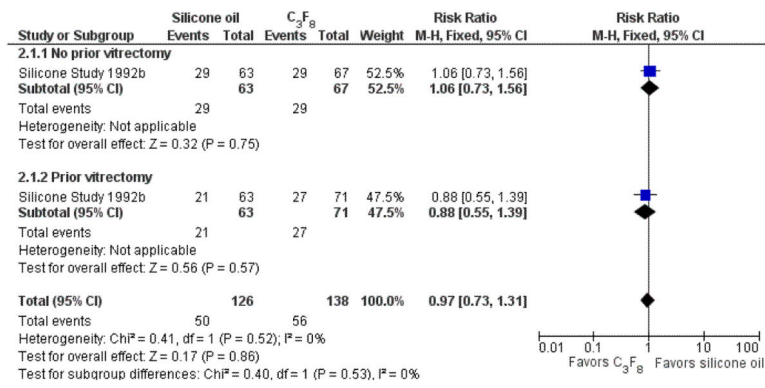 Silicone oil C₃F₈ Risk Ratio Risk Ratio
Study or Subgroup Events Total Events Total Weight M-H, Fixed, 95% CI M-H, Fixed, 95% CI
2.1.1 No prior vitrectomy
Silicone Study 1992b 29 63 29 67 52.5% 1.06 [0.73, 1.56]
Subtotal (95% CI) 63 67 52.5% 1.06 [0.73, 1.56]
Total events 29 29
Heterogeneity: Not applicable
Test for overall effect: Z = 0.32 (P = 0.75)
2.1.2 Prior vitrectomy
Silicone Study 1992b 21 63 27 71 47.5% 0.88 [0.55, 1.39]
Subtotal (95% CI) 63 71 47.5% 0.88 [0.55, 1.39]
Total events 21 27
Heterogeneity: Not applicable
Test for overall effect: Z = 0.56 (P = 0.57)
Total (95% CI) 126 138 100.0% 0.97 [0.73, 1.31]
Total events 50 56
Heterogeneity: Chi² = 0.41, df = 1 (P = 0.52); I² = 0%
Test for overall effect: Z = 0.17 (P = 0.86)
Test for subgroup differences: Chi² = 0.40, df = 1 (P = 0.53), I² = 0%
0.01 0.1 1 10 100
Favors C₃F₈ Favors silicone oil